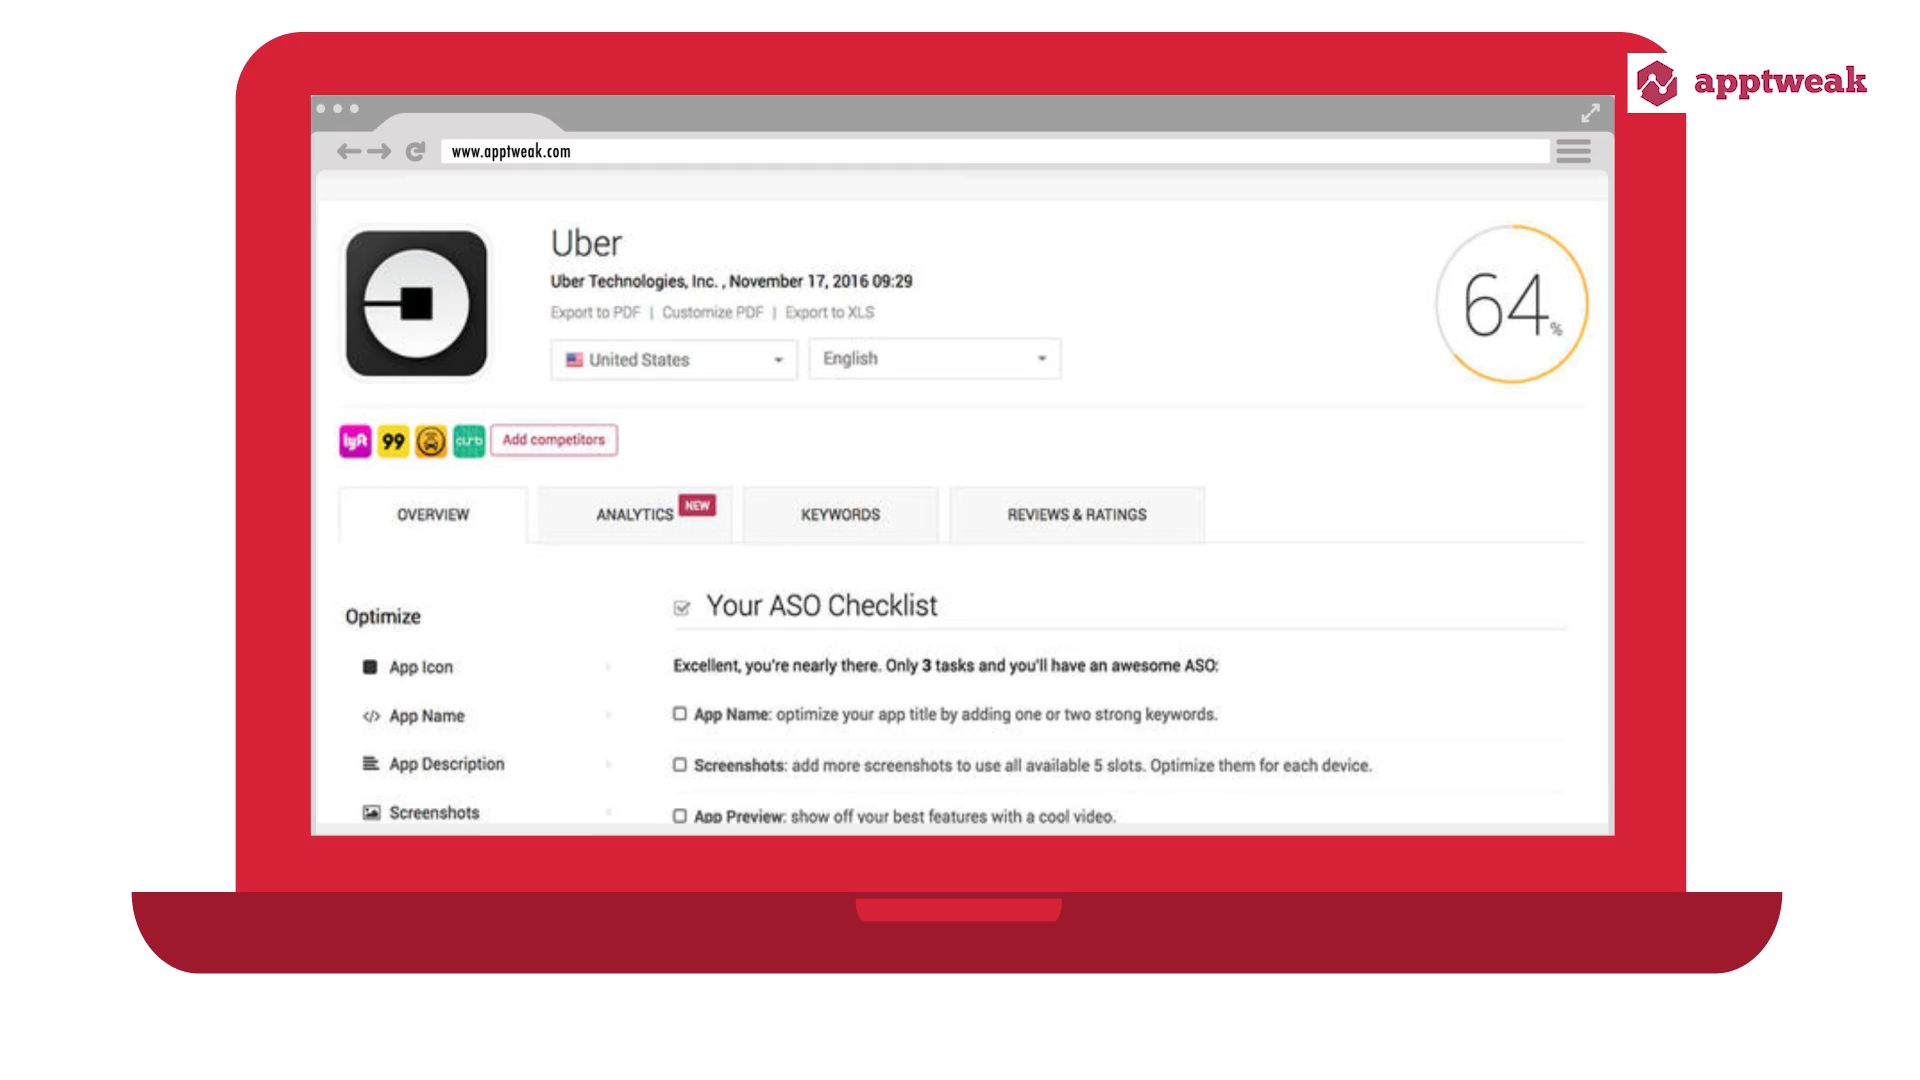 apptweak
www.apptweak.com
Uber
Uber Technologies, Inc. , November 17, 2016 09:29
Export to PDF | Customize PDF | Export to XLS
United States English
64%
lyft 99 curb Add competitors
OVERVIEW ANALYTICS NEW KEYWORDS REVIEWS & RATINGS
Optimize
App Icon
</> App Name
App Description
Screenshots
Your ASO Checklist
Excellent, you're nearly there. Only 3 tasks and you'll have an awesome ASO:
App Name: optimize your app title by adding one or two strong keywords.
Screenshots: add more screenshots to use all available 5 slots. Optimize them for each device.
App Preview: show off your best features with a cool video.